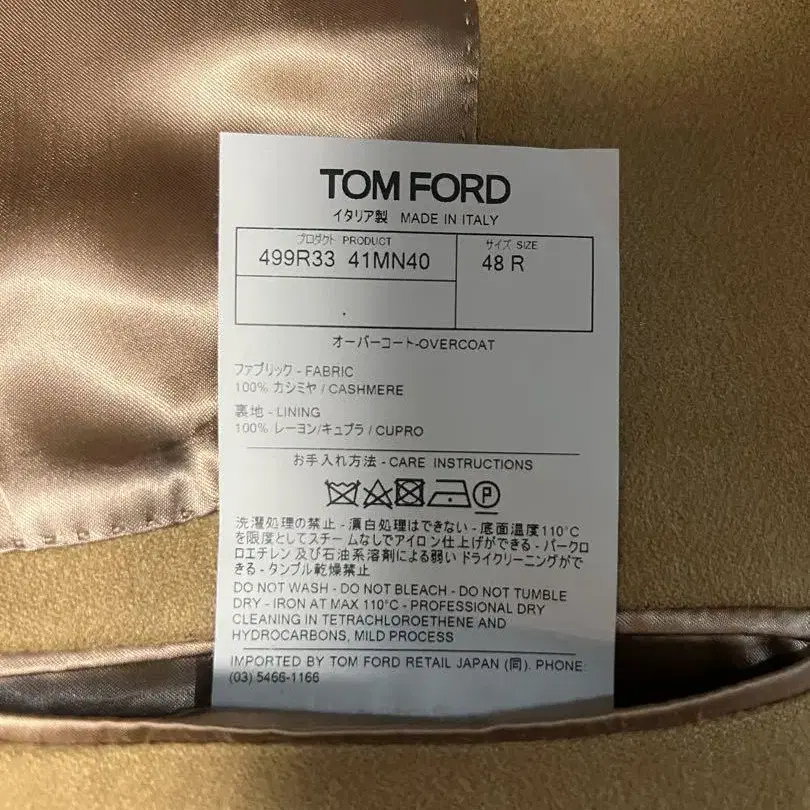 TOM FORD
イタリア製 MADE IN ITALY
プロダクト PRODUCT
499R33 41MN40
サイズ SIZE
48 R
オーバーコート-OVERCOAT
ファブリック - FABRIC
100% カシミヤ / CASHMERE
裏地 - LINING
100% レーヨン/キュプラ / CUPRO
お手入れ方法 - CARE INSTRUCTIONS
P
洗濯処理の禁止 - 漂白処理はできない - 底面温度110°C
を限度としてスチームなしでアイロン仕上げができる - パークロ
ロエチレン 及び石油系溶剤による弱い ドライクリーニングがで
きる - タンブル乾燥禁止
DO NOT WASH - DO NOT BLEACH - DO NOT TUMBLE
DRY - IRON AT MAX 110°C - PROFESSIONAL DRY
CLEANING IN TETRACHLOROETHENE AND
HYDROCARBONS, MILD PROCESS
IMPORTED BY TOM FORD RETAIL JAPAN (同). PHONE:
(03) 5466-1166